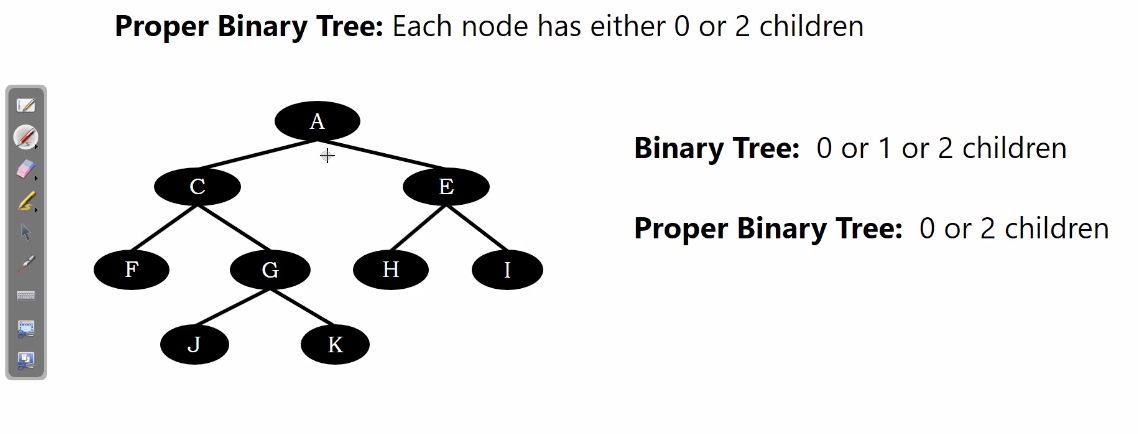 Proper Binary Tree: Each node has either 0 or 2 children
A
C
E
F
G
H
I
J
K
Binary Tree: 0 or 1 or 2 children
Proper Binary Tree: 0 or 2 children